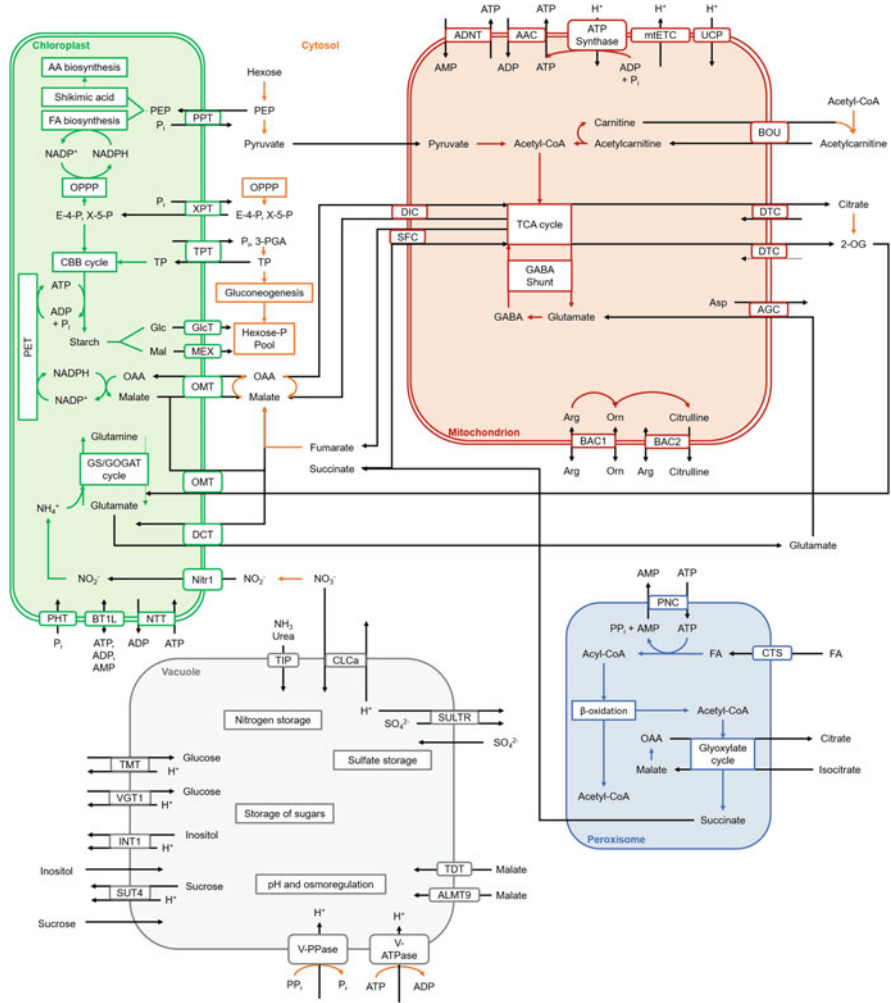 Chloroplast
Cytosol
AA biosynthesis
Shikimic acid
FA biosynthesis
PEP
Pi
PPT
Hexose
PEP
Pyruvate
NADP+
NADPH
OPPP
E-4-P, X-5-P
Pi
XPT
OPPP
E-4-P, X-5-P
TPT
Pi, 3-PGA
CBB cycle
TP
TP
Gluconeogenesis
PET
ATP
ADP
+ Pi
Starch
Glc
GlcT
Mal
MEX
Hexose-P
Pool
NADPH
NADP+
OAA
Malate
OMT
OAA
Malate
Glutamine
GS/GOGAT
cycle
NH4+
Glutamate
OMT
Fumarate
Succinate
DCT
Glutamate
NO2-
Nitr1
NO2-
NO3-
PHT
BT1L
NTT
Pi
ATP,
ADP,
AMP
ADP
ATP
ATP
ATP
H+
H+
H+
ADNT
AAC
ATP
Synthase
mtETC
UCP
AMP
ADP
ATP
ADP
+ Pi
Acetyl-CoA
Carnitine
BOU
Pyruvate
Acetyl-CoA
Acetylcarnitine
Acetylcarnitine
DIC
SFC
TCA cycle
DTC
Citrate
DTC
2-OG
GABA
Shunt
GABA
Glutamate
Asp
AGC
Arg
Orn
Citrulline
Mitochondrion
BAC1
BAC2
Arg
Orn
Arg
Citrulline
AMP
ATP
PNC
PPi + AMP
ATP
Acyl-CoA
FA
CTS
FA
β-oxidation
Acetyl-CoA
OAA
Glyoxylate
cycle
Citrate
Malate
Isocitrate
Acetyl-CoA
Succinate
Peroxisome
NH3
Urea
Vacuole
TIP
CLCa
H+
Nitrogen storage
SO42-
SULTR
SO42-
Sulfate storage
TMT
Glucose
H+
VGT1
Glucose
H+
Storage of sugars
INT1
Inositol
H+
Inositol
SUT4
Sucrose
H+
Sucrose
pH and osmoregulation
TDT
Malate
ALMT9
Malate
H+
H+
V-PPase
V-
ATPase
PPi
Pi
ATP
ADP